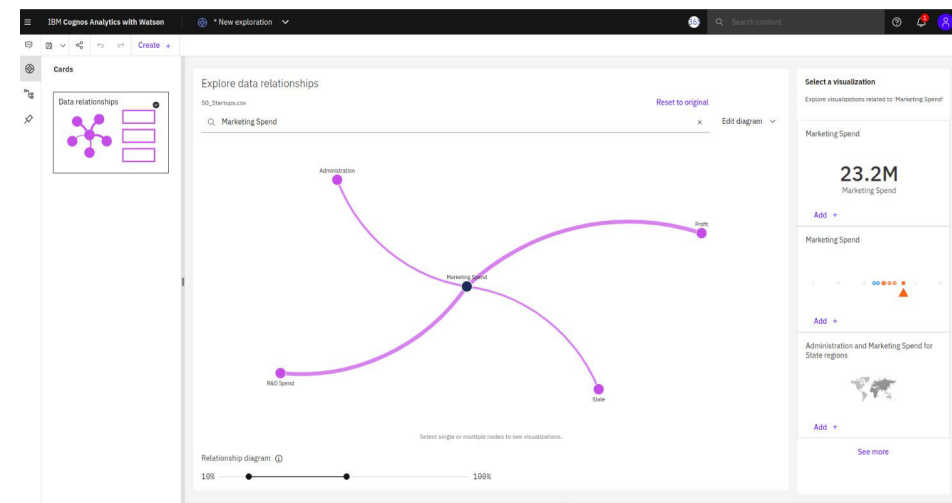 IBM Cognos Analytics with Watson
* New exploration
Search content
Create +
Cards
Data relationships
Explore data relationships
50_Startups.csv
Reset to original
Marketing Spend
×
Edit diagram
Administration
Profit
Marketing Spend
R&D Spend
State
Select single or multiple nodes to see visualizations.
Relationship diagram
10%
100%
Select a visualization
Explore visualizations related to 'Marketing Spend'
Marketing Spend
23.2M
Marketing Spend
Add +
Marketing Spend
Add +
Administration and Marketing Spend for
State regions
Add +
See more